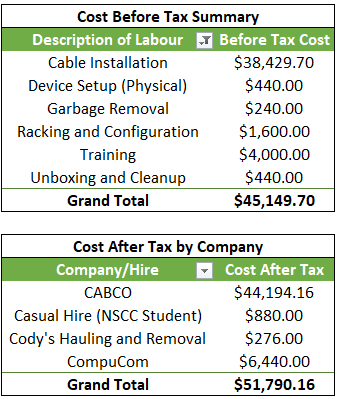 Cost Before Tax Summary
Description of Labour Before Tax Cost
Cable Installation $38,429.70
Device Setup (Physical) $440.00
Garbage Removal $240.00
Racking and Configuration $1,600.00
Training $4,000.00
Unboxing and Cleanup $440.00
Grand Total $45,149.70
Cost After Tax by Company
Company/Hire Cost After Tax
CABCO $44,194.16
Casual Hire (NSCC Student) $880.00
Cody's Hauling and Removal $276.00
CompuCom $6,440.00
Grand Total $51,790.16